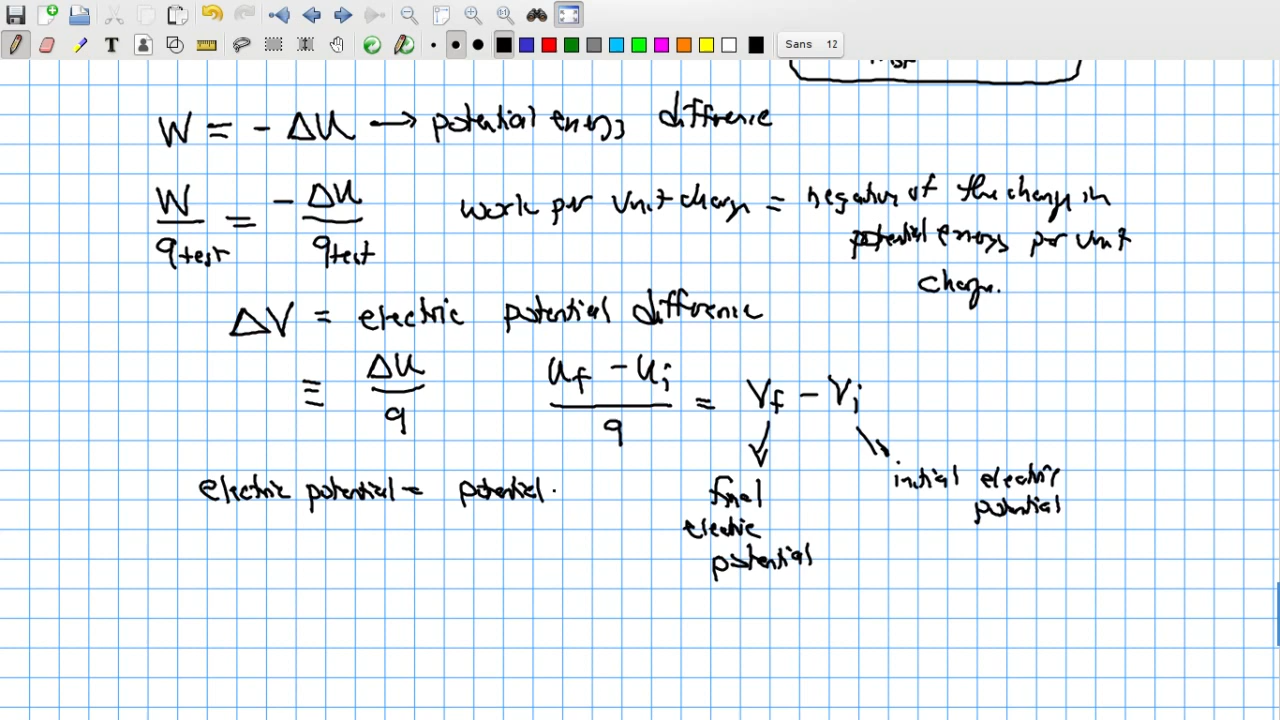 Sans 12
W = - ΔU → potential energy difference
W/q_test = -ΔU/q_test work per unit charge = negative of the change in
potential energy per unit
charge.
ΔV = electric potential difference
≡ ΔU/q (U_f - U_i)/q = V_f - V_i
electric potential = potential.
final
electric
potential
initial electric
potential